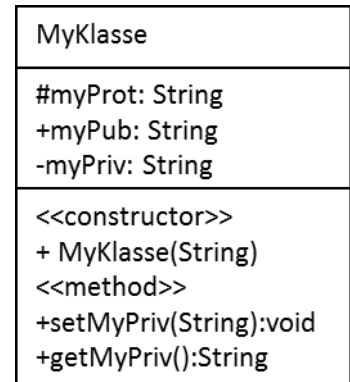 MyKlasse
#myProt: String
+myPub: String
-myPriv: String
<<constructor>>
+ MyKlasse(String)
<<method>>
+setMyPriv(String):void
+getMyPriv():String